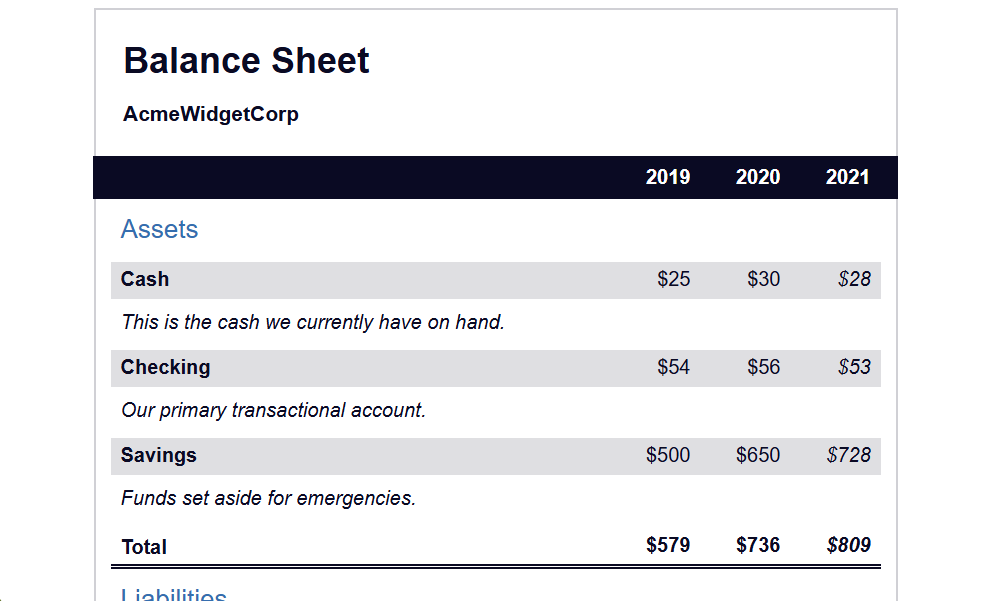 Balance Sheet
AcmeWidgetCorp
2019 2020 2021
Assets
Cash $25 $30 $28
This is the cash we currently have on hand.
Checking $54 $56 $53
Our primary transactional account.
Savings $500 $650 $728
Funds set aside for emergencies.
Total $579 $736 $809
Liabilities